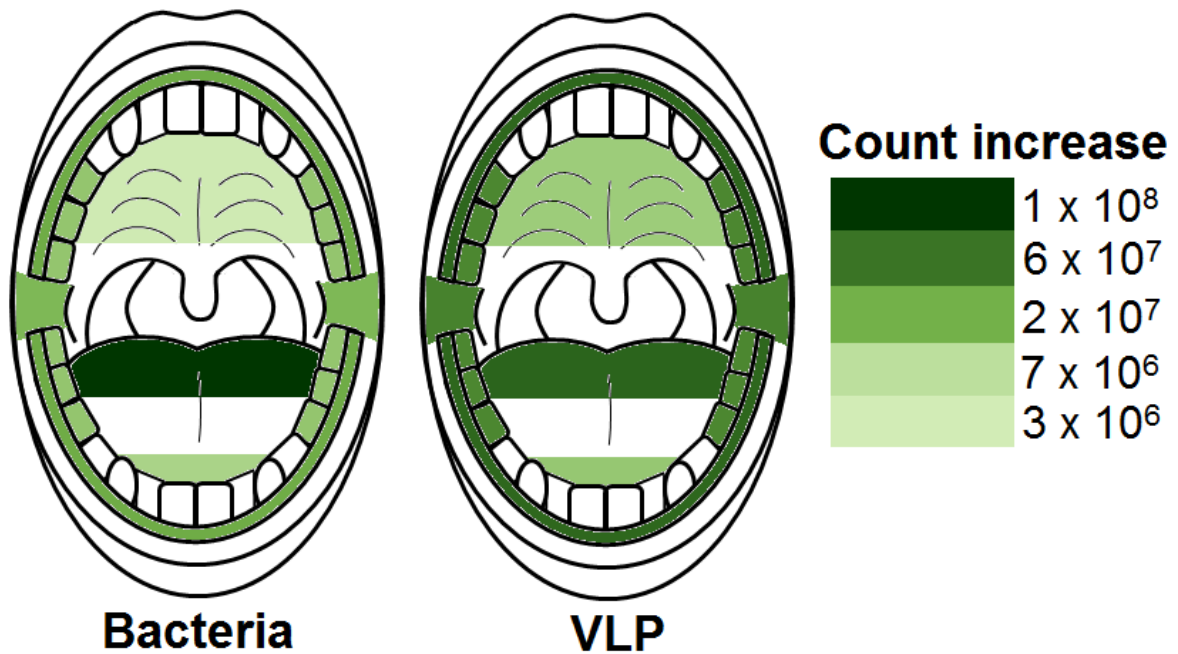 Count increase
1 x 10⁸
6 x 10⁷
2 x 10⁷
7 x 10⁶
3 x 10⁶
Bacteria
VLP